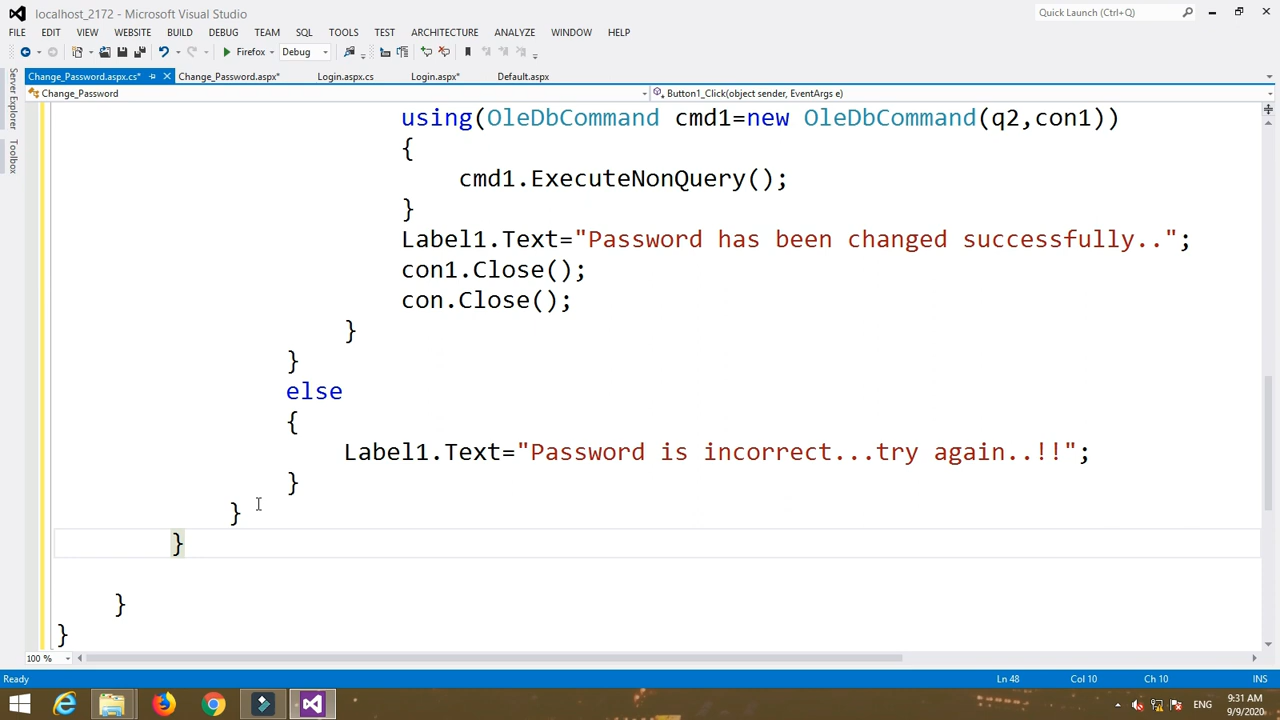 localhost_2172 - Microsoft Visual Studio
Quick Launch (Ctrl+Q)
FILE EDIT VIEW WEBSITE BUILD DEBUG TEAM SQL TOOLS TEST ARCHITECTURE ANALYZE WINDOW HELP
Firefox Debug
Change_Password.aspx.cs* Change_Password.aspx* Login.aspx.cs Login.aspx* Default.aspx
Change_Password Button1_Click(object sender, EventArgs e)
Server Explorer
Toolbox
using(OleDbCommand cmd1=new OleDbCommand(q2,con1))
{
cmd1.ExecuteNonQuery();
}
Label1.Text="Password has been changed successfully..";
con1.Close();
con.Close();
}
}
else
{
Label1.Text="Password is incorrect...try again..!!";
}
}
}
}
}
100 %
Ready Ln 48 Col 10 Ch 10 INS
ENG 9:31 AM
9/9/2020